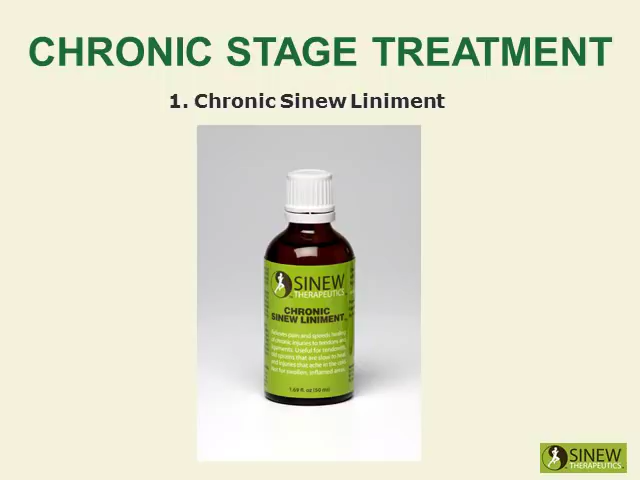 CHRONIC STAGE TREATMENT
1. Chronic Sinew Liniment
SINEW
THERAPEUTICS
CHRONIC
SINEW LINIMENT
Relieves pain and speeds healing
of chronic injuries to tendons and
ligaments. Useful for tendonitis,
old sprains that are slow to heal
and injuries that ache in the cold.
Not for swollen, inflamed areas.
1.69 fl. oz (50 ml)
SINEW
THERAPEUTICS